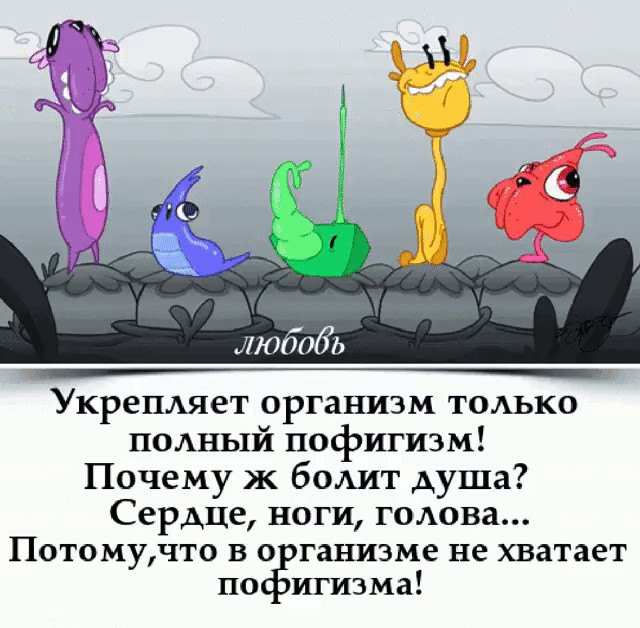 любовь
Укрепляет организм только
полный пофигизм!
Почему ж болит душа?
Сердце, ноги, голова...
Потому,что в организме не хватает
пофигизма!